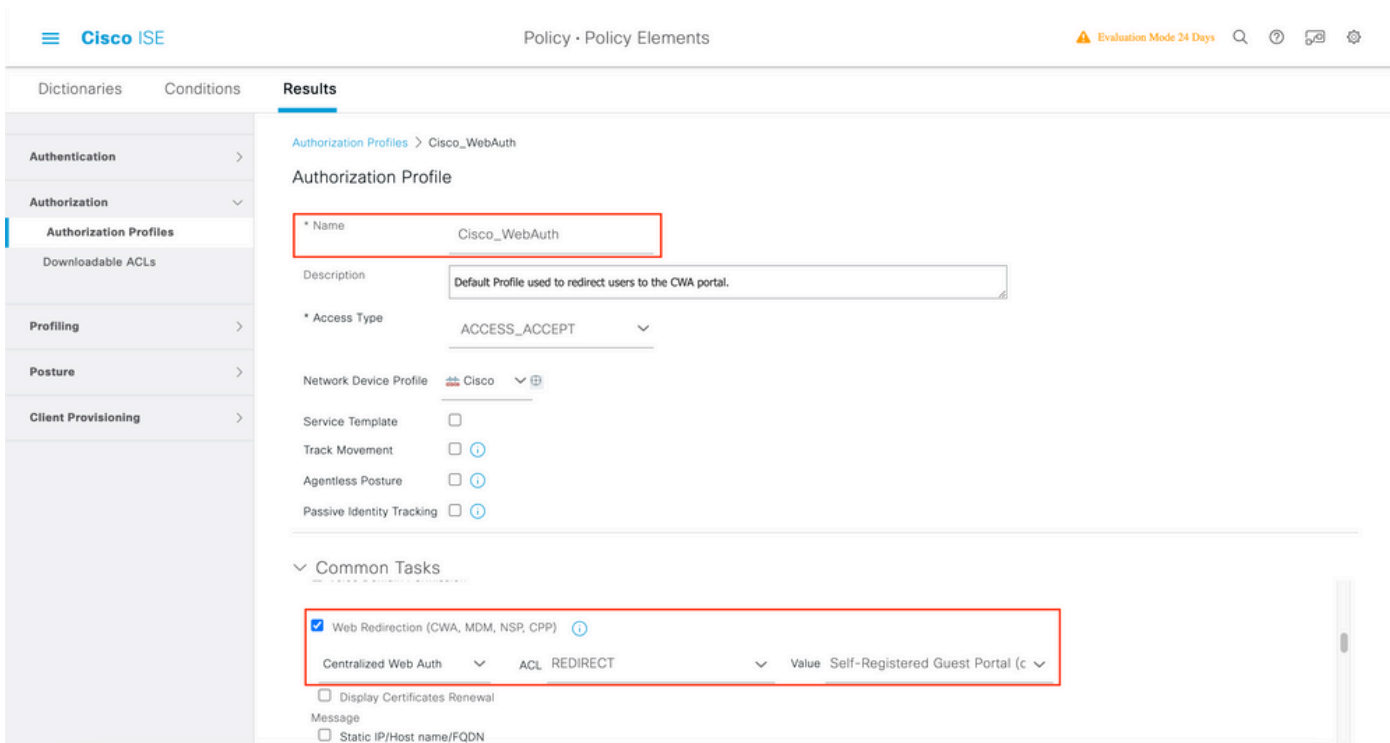 Cisco ISE
Policy · Policy Elements
Evaluation Mode 24 Days
Dictionaries
Conditions
Results
Authentication
Authorization
Authorization Profiles
Downloadable ACLs
Profiling
Posture
Client Provisioning
Authorization Profiles > Cisco_WebAuth
Authorization Profile
* Name
Cisco_WebAuth
Description
Default Profile used to redirect users to the CWA portal.
* Access Type
ACCESS_ACCEPT
Network Device Profile
Cisco
Service Template
Track Movement
Agentless Posture
Passive Identity Tracking
Common Tasks
Web Redirection (CWA, MDM, NSP, CPP)
Centralized Web Auth
ACL REDIRECT
Value Self-Registered Guest Portal (c
Display Certificates Renewal
Message
Static IP/Host name/FQDN